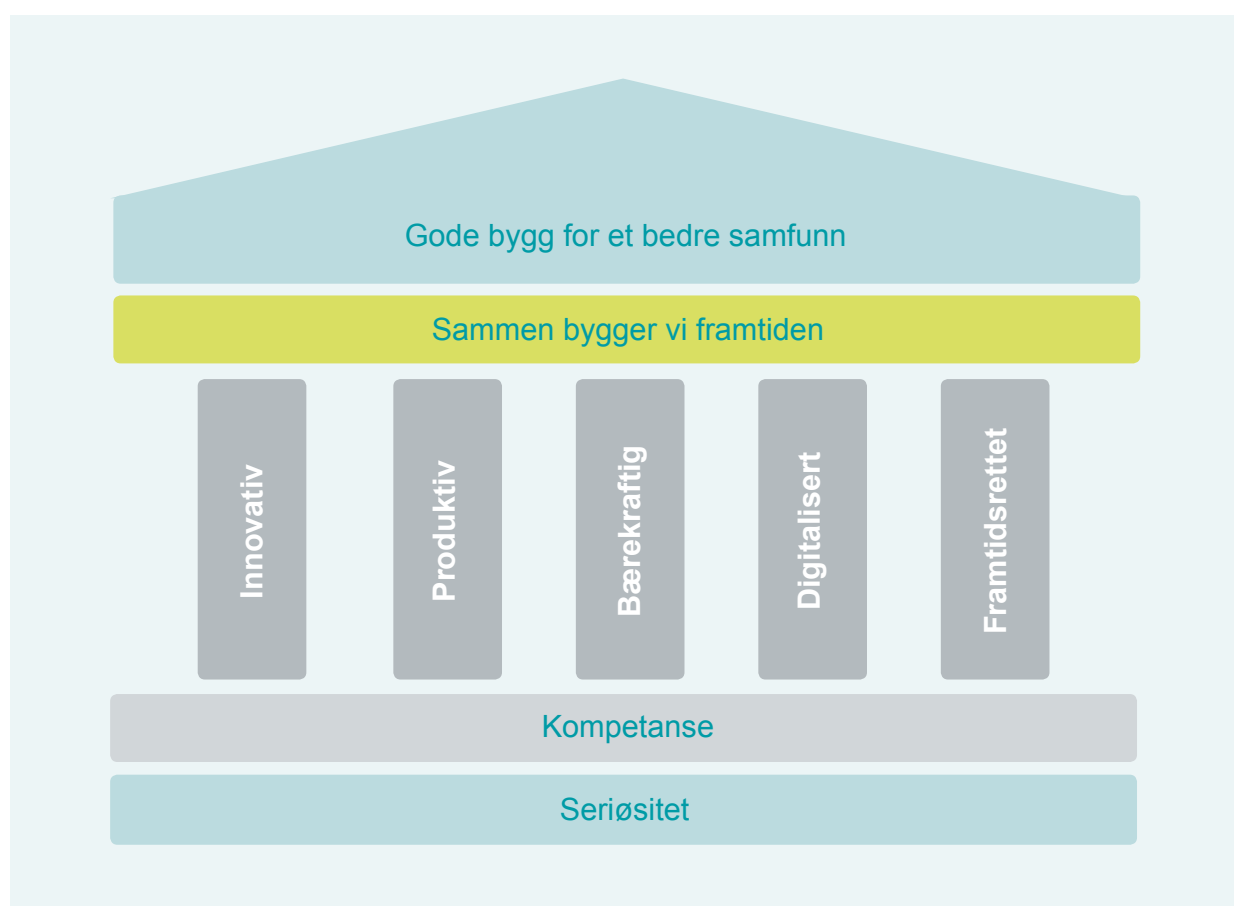 Gode bygg for et bedre samfunn
Sammen bygger vi framtiden
Innovativ
Produktiv
Bærekraftig
Digitalisert
Framtidsrettet
Kompetanse
Seriøsitet